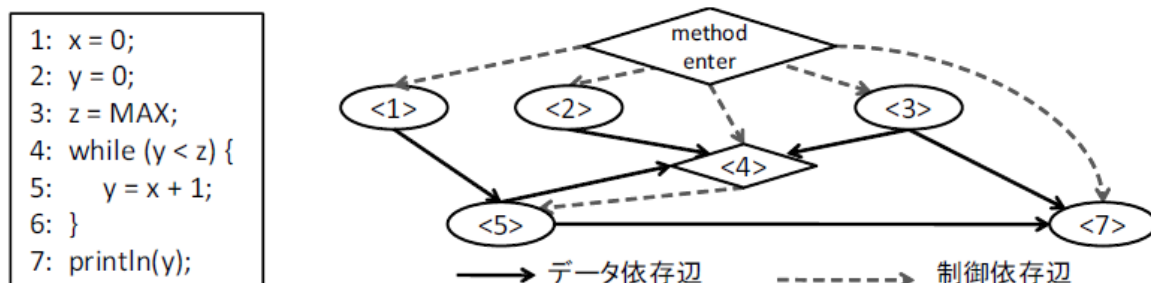 1: x = 0;
2: y = 0;
3: z = MAX;
4: while (y < z) {
5: y = x + 1;
6: }
7: println(y);
method
enter
<1>
<2>
<3>
<4>
<5>
<7>
データ依存辺
制御依存辺